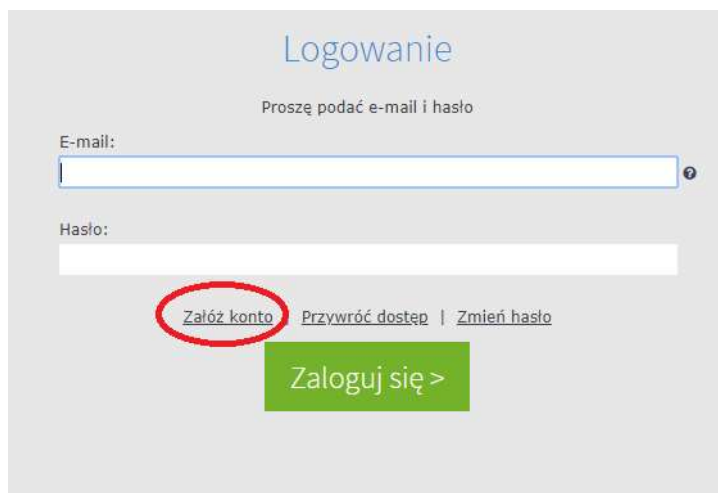 Logowanie
Proszę podać e-mail i hasło
E-mail:
Hasło:
Załóż konto | Przywróć dostęp | Zmień hasło
Zaloguj się >